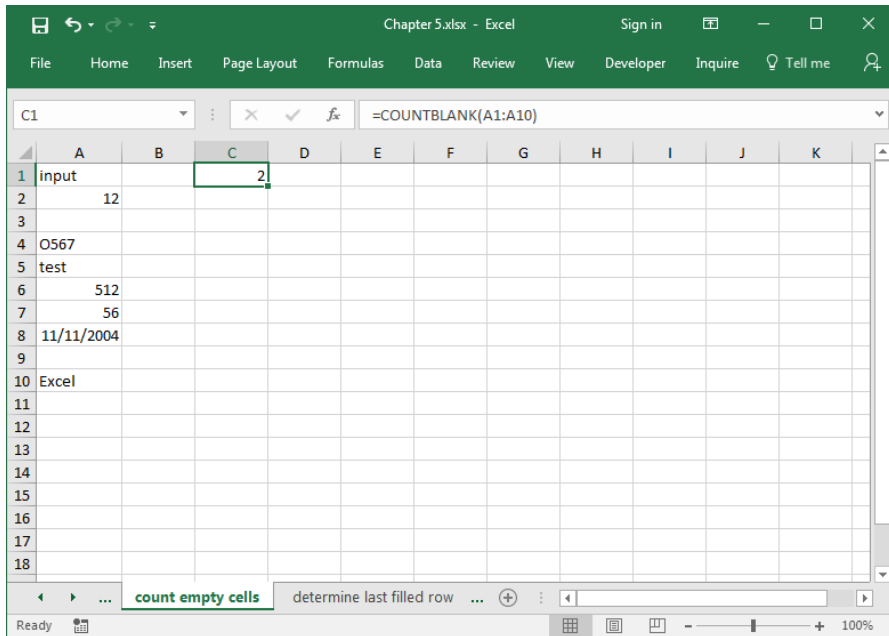 Chapter 5.xlsx - Excel Sign in
File Home Insert Page Layout Formulas Data Review View Developer Inquire Tell me
C1 fx =COUNTBLANK(A1:A10)
A B C D E F G H I J K
1 input 2
2 12
3
4 O567
5 test
6 512
7 56
8 11/11/2004
9
10 Excel
11
12
13
14
15
16
17
18
... count empty cells determine last filled row ...
Ready 100%